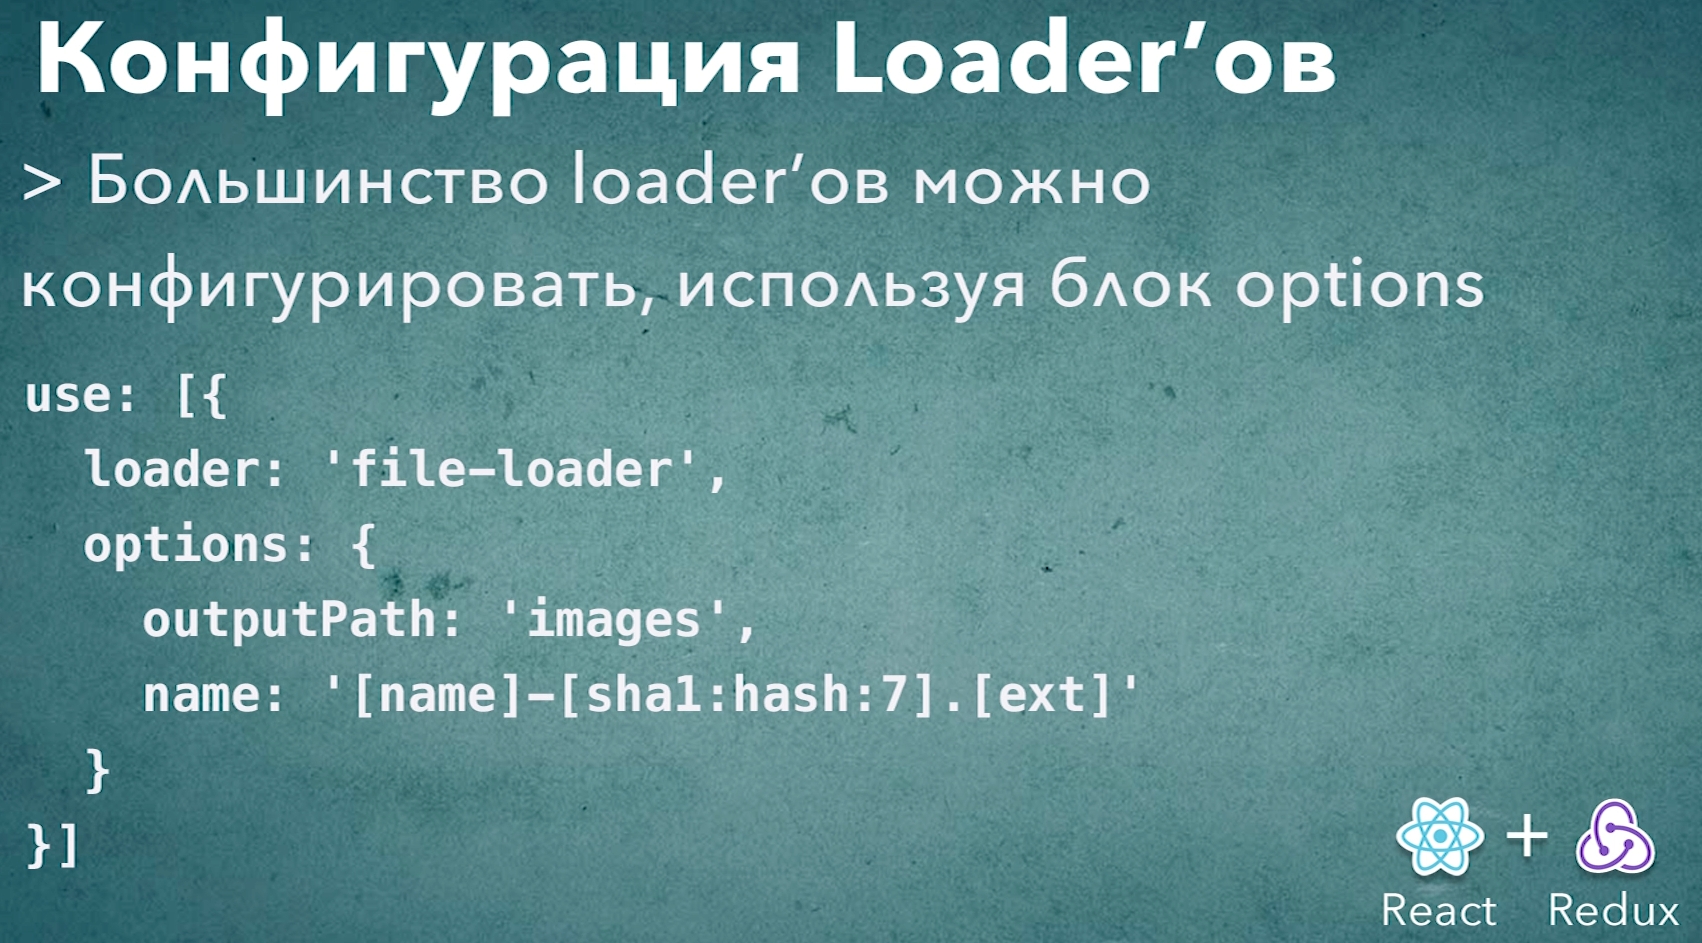 Конфигурация Loader’ов
> Большинство loader’ов можно
конфигурировать, используя блок options
use: [{
  loader: 'file-loader',
  options: {
    outputPath: 'images',
    name: '[name]-[sha1:hash:7].[ext]'
  }
}]
+
React Redux